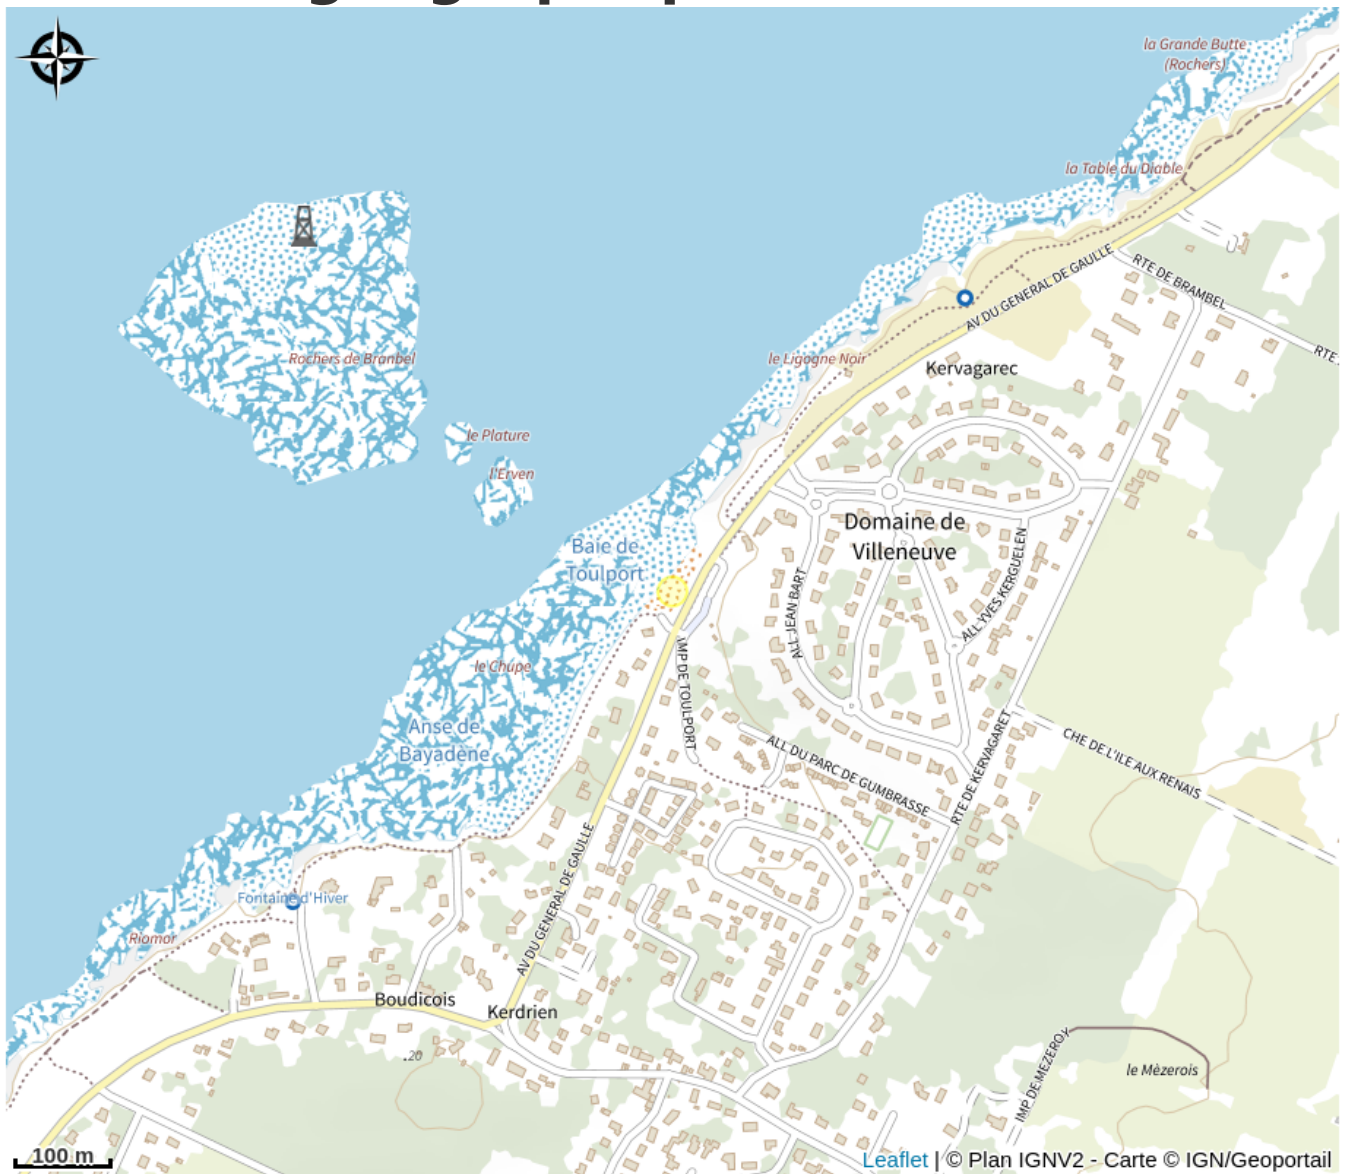 la Grande Butte
(Rochers)
la Table du Diable
AV DU GENERAL DE GAULLE
RTE DE BRAMBEL
RTE
Rochers de Branbel
le Ligogne Noir
Kervagarec
le Plature
l'Erven
Domaine de
Villeneuve
Baie de
Toulport
ALL JEAN BART
ALL YVES KERGUELEN
IMP DE TOULPORT
le Chupe
Anse de
Bayadène
ALL DU PARC DE GUMBRASSE
RTE DE KERVAGARET
CHE DE L'ILE AUX RENAIS
AV DU GENERAL DE GAULLE
Fontaine d'Hiver
Riomor
Boudicois
Kerdrien
20
IMP DE MEZEROY
le Mèzerois
100 m
Leaflet | © Plan IGNV2 - Carte © IGN/Geoportail